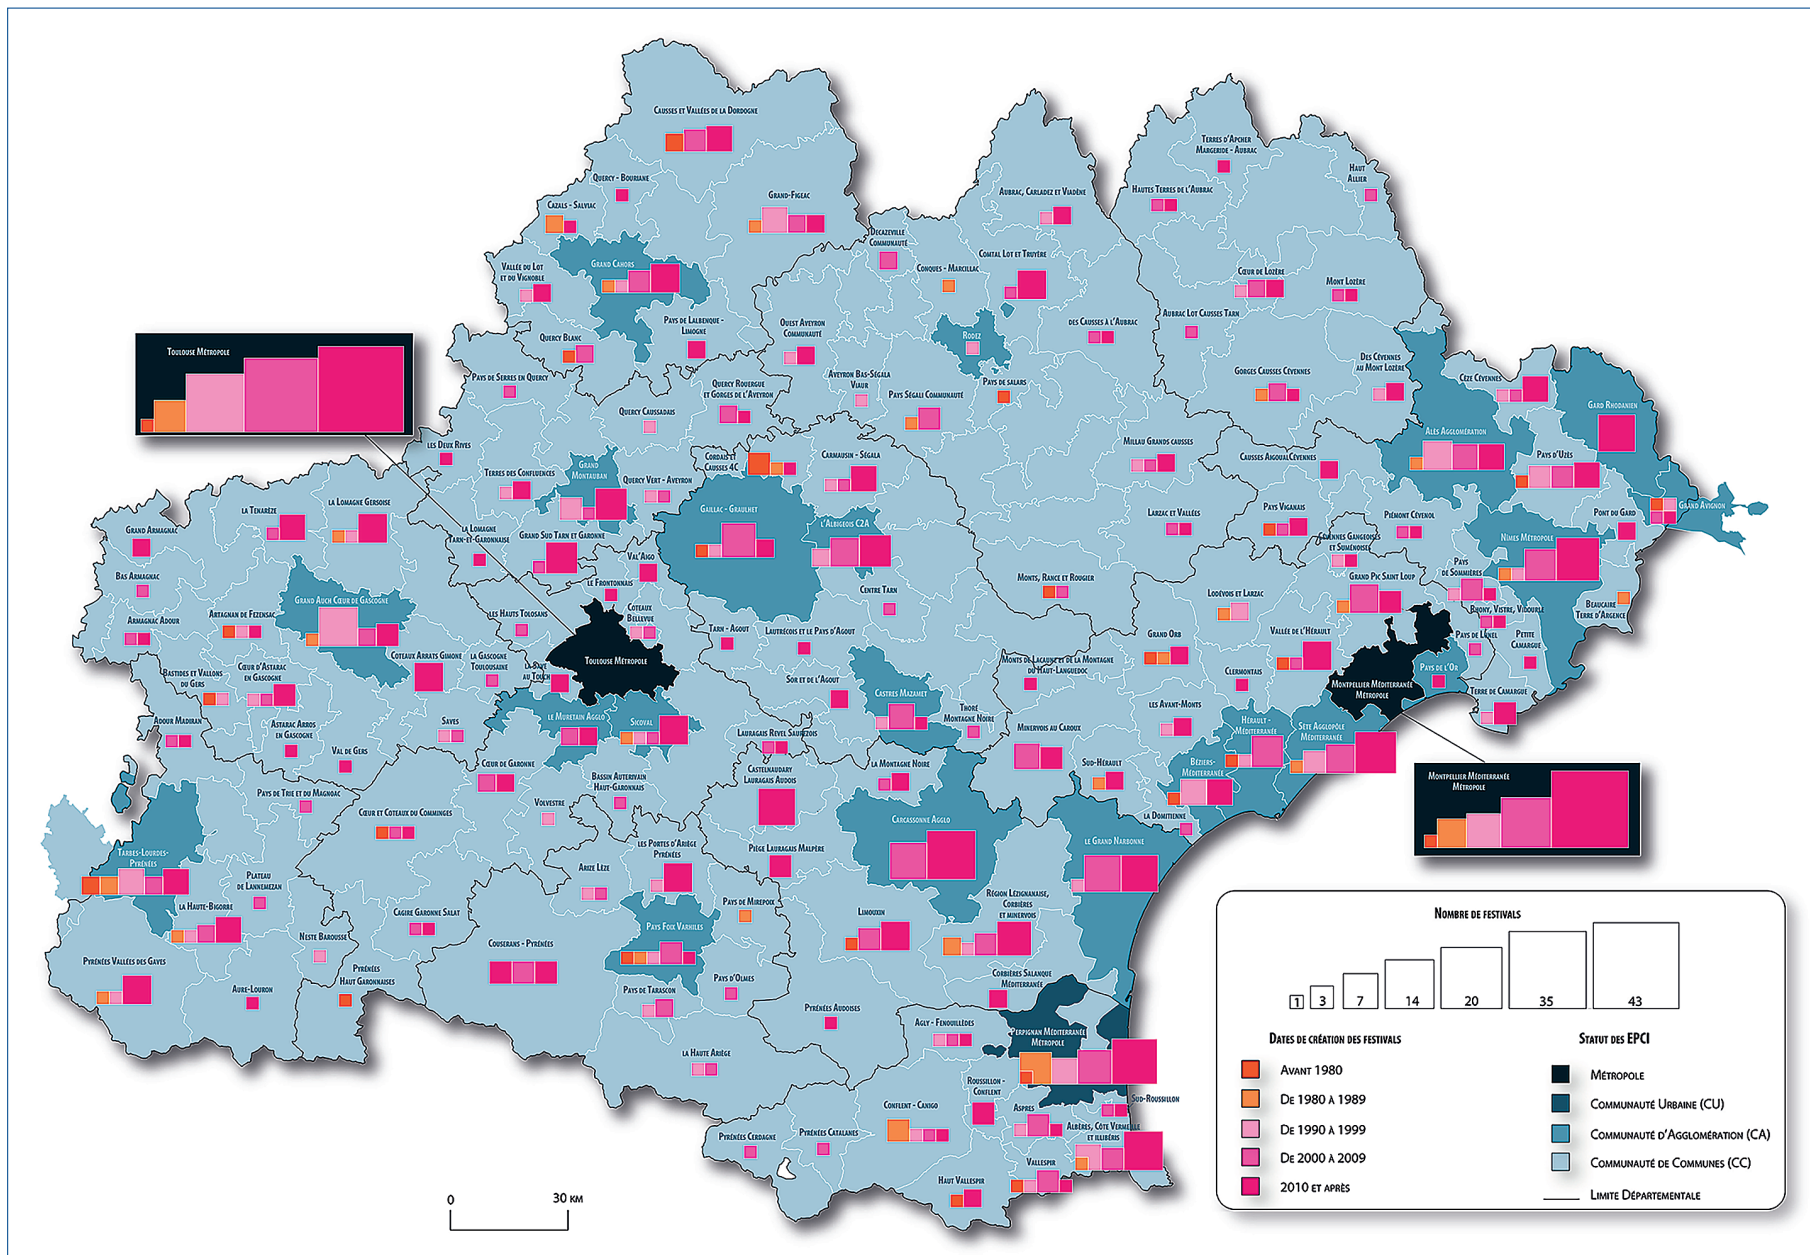 Causses et Vallées de la Dordogne
Terres d'Apcher
Margeride - Aubrac
Haut
Allier
Quercy - Bouriane
Grand-Figeac
Aubrac, Carladez et Viadène
Hautes Terres de l'Aubrac
Cazals - Salviac
Decazeville
Communauté
Conques - Marcillac
Comtal Lot et Truyère
Grand Cahors
Vallée du Lot
et du Vignoble
Cœur de Lozère
Mont Lozère
Pays de Lalbenque -
Limogne
Ouest Aveyron
Communauté
Rodez
des Causses à l'Aubrac
Aubrac Lot Causses Tarn
Quercy Blanc
Toulouse Métropole
Pays de Serres en Quercy
Quercy Rouergue
et Gorges de l'Aveyron
Aveyron Bas-Ségala
Viaur
Pays Ségali Communauté
Pays de Salars
Gorges Causses Cévennes
Des Cévennes
au Mont Lozère
Cèze Cévennes
Gard Rhodanien
Quercy Caussadais
les Deux Rives
Alès Agglomération
Millau Grands causses
Causses Aigoual Cévennes
Pays d'Uzès
Cordais et
Causses 4C
Carmausin - Ségala
Grand
Montauban
Terres des Confluences
Quercy Vert - Aveyron
la Lomagne Gersoise
la Tenarèze
Grand Armagnac
Gaillac - Graulhet
l'Albigeois C2A
Larzac et Vallées
Pays Viganais
Piémont Cévenol
Pont du Gard
Grand Avignon
la Lomagne
Tarn-et-Garonnaise
Grand Sud Tarn et Garonne
Val'Aïgo
Cévennes Gangeoises
et Suménoises
Nîmes Métropole
Bas Armagnac
le Frontonnais
Centre Tarn
Monts, Rance et Rougier
Lodévois et Larzac
Grand Pic Saint Loup
Pays
de Sommières
Beaucaire
Terre d'Argence
Grand Auch Cœur de Gascogne
Artagnan de Fezensac
Armagnac Adour
les Hauts Tolosans
Coteaux
Bellevue
Tarn - Agout
Lautrécois et le Pays d'Agout
Grand Orb
Vallée de l'Hérault
Rhony, Vistre, Vidourle
Pays de Lunel
Petite
Camargue
Coteaux Arrats Gimone
la Gascogne
Toulousaine
la Save
au Touch
Toulouse Métropole
Bastides et Vallons
du Gers
Cœur d'Astarac
en Gascogne
Sor et de l'Agout
Castres Mazamet
Monts de Lacaune et de la Montagne
du Haut-Languedoc
Clermontais
Montpellier Méditerranée
Métropole
Pays de l'Or
Terre de Camargue
Adour Madiran
Astarac Arros
en Gascogne
Saves
Val de Gers
le Muretain Agglo
Sicoval
Lauragais Revel Saurezois
Thoré
Montagne Noire
Minervois au Caroux
les Avant-Monts
Hérault -
Méditerranée
Sète Agglopôle
Méditerranée
Béziers-
Méditerranée
Sud-Hérault
la Domitienne
Cœur de Garonne
Bassin Auterivain
Haut-Garonnais
Castelnaudary
Lauragais Audois
la Montagne Noire
Pays de Trie et du Magnoac
Volvestre
Cœur et Coteaux du Comminges
Carcassonne Agglo
le Grand Narbonne
Montpellier Méditerranée
Métropole
Tarbes-Lourdes-
Pyrénées
Plateau
de Lannemezan
Arize Lèze
les Portes d'Ariège
Pyrénées
Piège Lauragais Malpère
Région Lézignanaise,
Corbières
et minervois
la Haute-Bigorre
Cagire Garonne Salat
Pays de Mirepoix
Pays Foix Varhiles
Limouxin
Neste Barousse
Couserans - Pyrénées
Pyrénées Vallées des Gaves
Aure-Louron
Pyrénées
Haut Garonnaises
Pays d'Olmes
Pays de Tarascon
Corbières Salanque
Méditerranée
Pyrénées Audoises
Agly - Fenouillèdes
Perpignan Méditerranée
Métropole
la Haute Ariège
Roussillon -
Conflent
Sud-Roussillon
Conflent - Canigo
Aspres
Albères, Côte Vermeille
et illibéris
Pyrénées Cerdagne
Pyrénées Catalanes
Vallespir
Haut Vallespir
0 30 km
Nombre de festivals
1 3 7 14 20 35 43
Dates de création des festivals
Avant 1980
De 1980 à 1989
De 1990 à 1999
De 2000 à 2009
2010 et après
Statut des EPCI
Métropole
Communauté Urbaine (CU)
Communauté d'Agglomération (CA)
Communauté de Communes (CC)
Limite Départementale